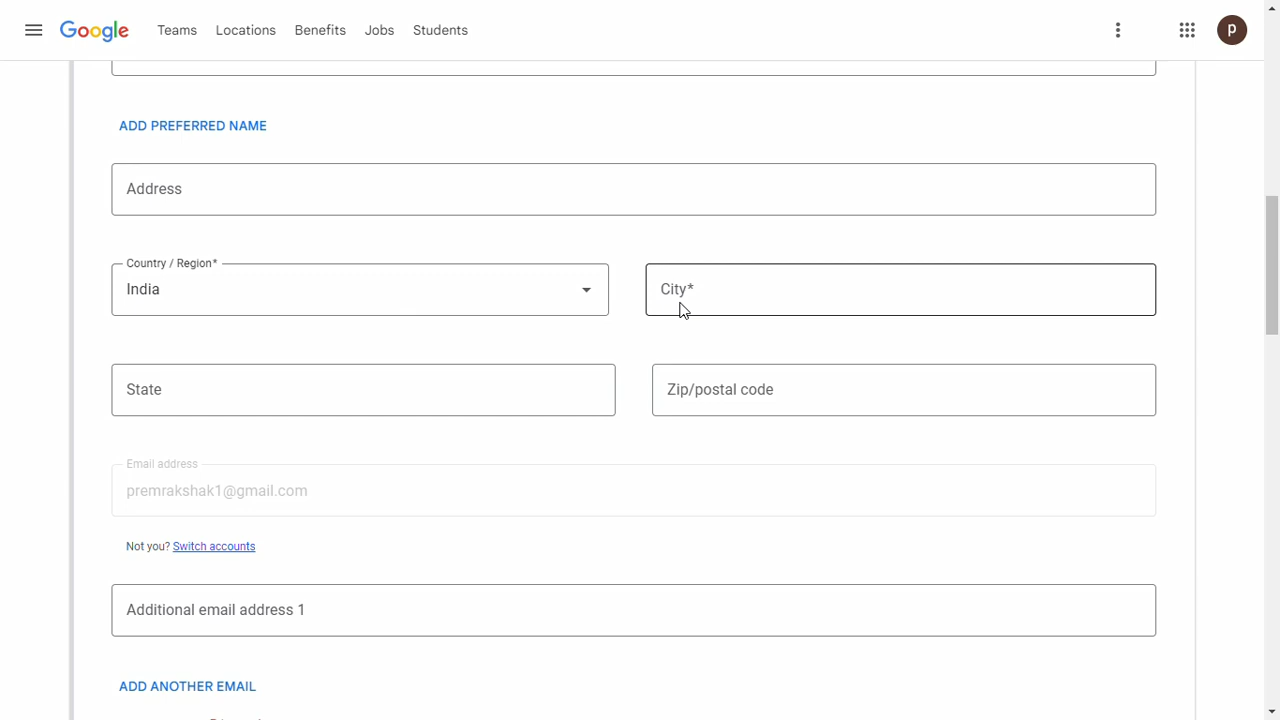 Google Teams Locations Benefits Jobs Students p
ADD PREFERRED NAME
Address
Country / Region*
India
City*
State Zip/postal code
Email address
premrakshak1@gmail.com
Not you? Switch accounts
Additional email address 1
ADD ANOTHER EMAIL